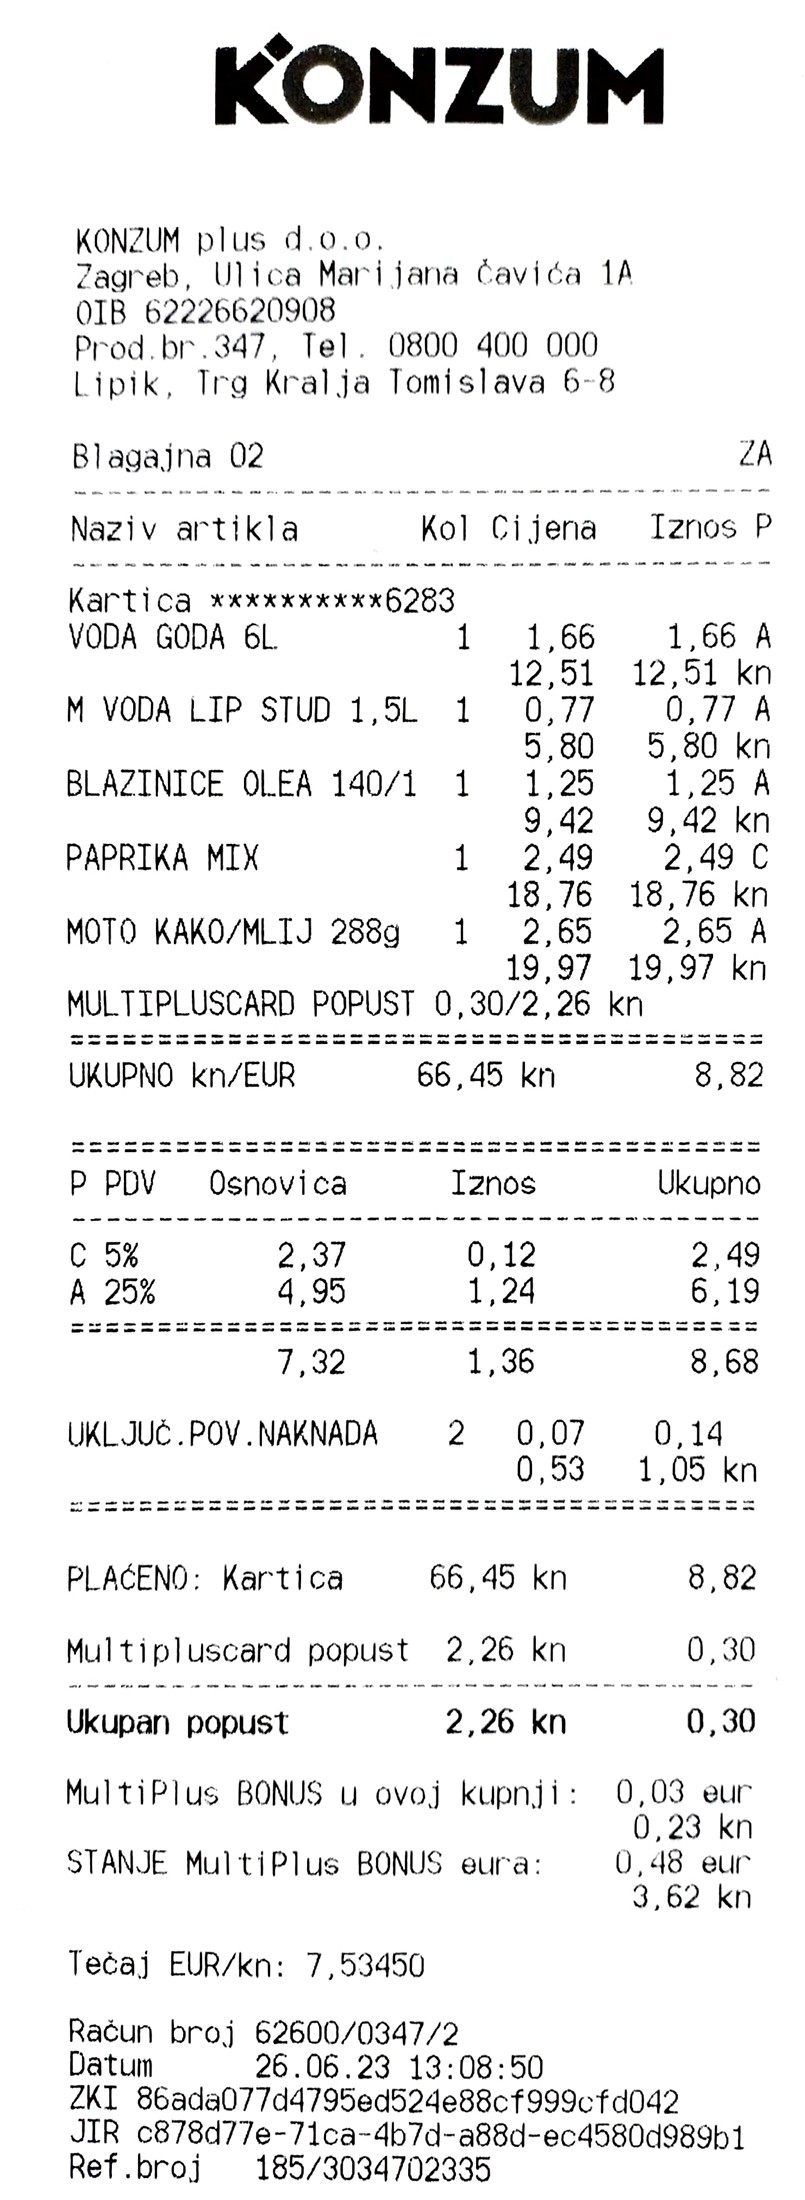 KONZUM
KONZUM plus d.o.o.
Zagreb, Ulica Marijana Čavića 1A
OIB 62226620908
Prod.br.347, Tel. 0800 400 000
Lipik, Trg Kralja Tomislava 6-8
Blagajna 02 ZA
Naziv artikla Kol Cijena Iznos P
Kartica **********6283
VODA GODA 6L 1 1,66 1,66 A
12,51 12,51 kn
M VODA LIP STUD 1,5L 1 0,77 0,77 A
5,80 5,80 kn
BLAZINICE OLEA 140/1 1 1,25 1,25 A
9,42 9,42 kn
PAPRIKA MIX 1 2,49 2,49 C
18,76 18,76 kn
MOTO KAKO/MLIJ 288g 1 2,65 2,65 A
19,97 19,97 kn
MULTIPLUSCARD POPUST 0,30/2,26 kn
UKUPNO kn/EUR 66,45 kn 8,82
P PDV Osnovica Iznos Ukupno
C 5% 2,37 0,12 2,49
A 25% 4,95 1,24 6,19
7,32 1,36 8,68
UKLJUČ.POV.NAKNADA 2 0,07 0,14
0,53 1,05 kn
PLAĆENO: Kartica 66,45 kn 8,82
Multipluscard popust 2,26 kn 0,30
Ukupan popust 2,26 kn 0,30
MultiPlus BONUS u ovoj kupnji: 0,03 eur
0,23 kn
STANJE MultiPlus BONUS eura: 0,48 eur
3,62 kn
Tečaj EUR/kn: 7,53450
Račun broj 62600/0347/2
Datum 26.06.23 13:08:50
ZKI 86ada077d4795ed524e88cf999cfd042
JIR c878d77e-71ca-4b7d-a88d-ec4580d989b1
Ref.broj 185/3034702335